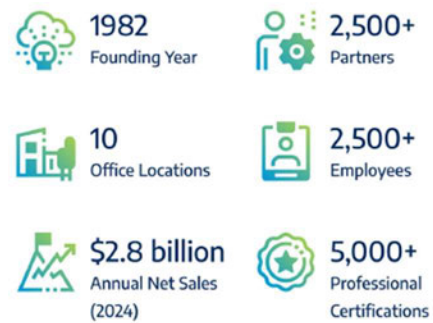 1982
Founding Year
2,500+
Partners
10
Office Locations
2,500+
Employees
$2.8 billion
Annual Net Sales
(2024)
5,000+
Professional
Certifications